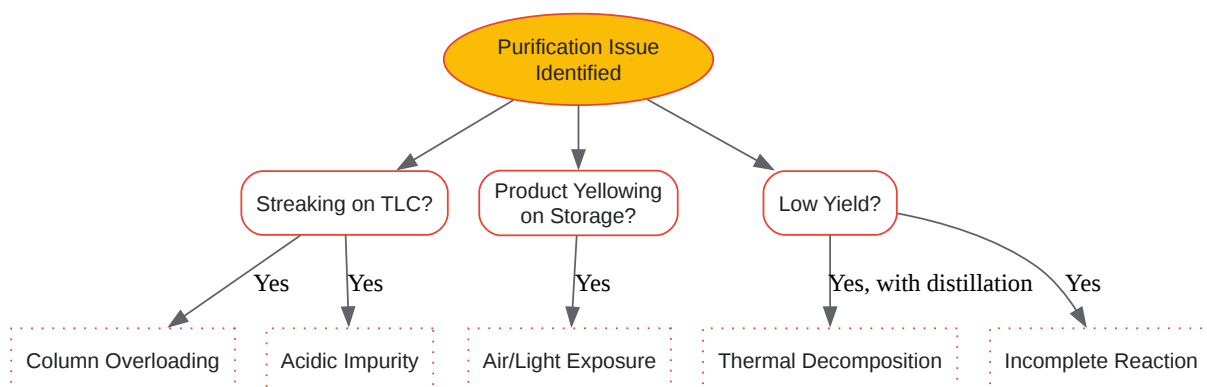 Purification Issue
Identified
Streaking on TLC?
Product Yellowing
on Storage?
Low Yield?
Yes
Yes
Yes
Yes, with distillation
Yes
Column Overloading
Acidic Impurity
Air/Light Exposure
Thermal Decomposition
Incomplete Reaction